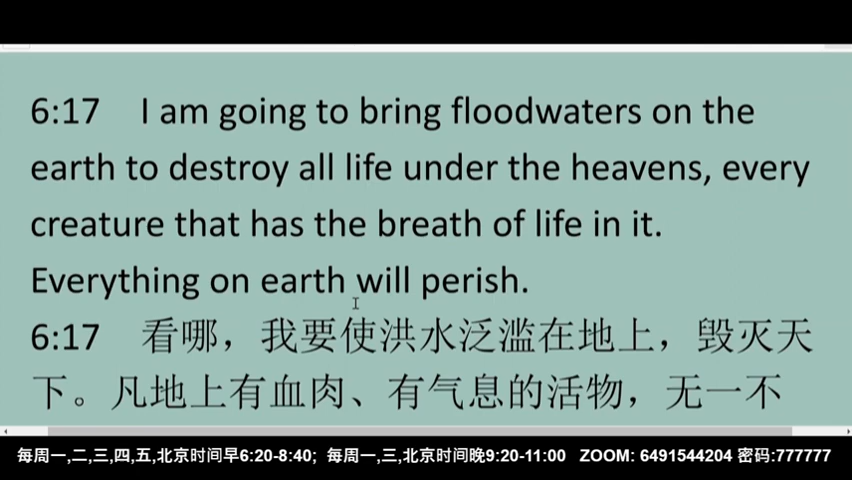 6:17 I am going to bring floodwaters on the
earth to destroy all life under the heavens, every
creature that has the breath of life in it.
Everything on earth will perish.
6:17 看哪，我要使洪水泛滥在地上，毁灭天
下。凡地上有血肉、有气息的活物，无一不
每周一,二,三,四,五,北京时间早6:20-8:40; 每周一,三,北京时间晚9:20-11:00 ZOOM: 6491544204 密码:777777